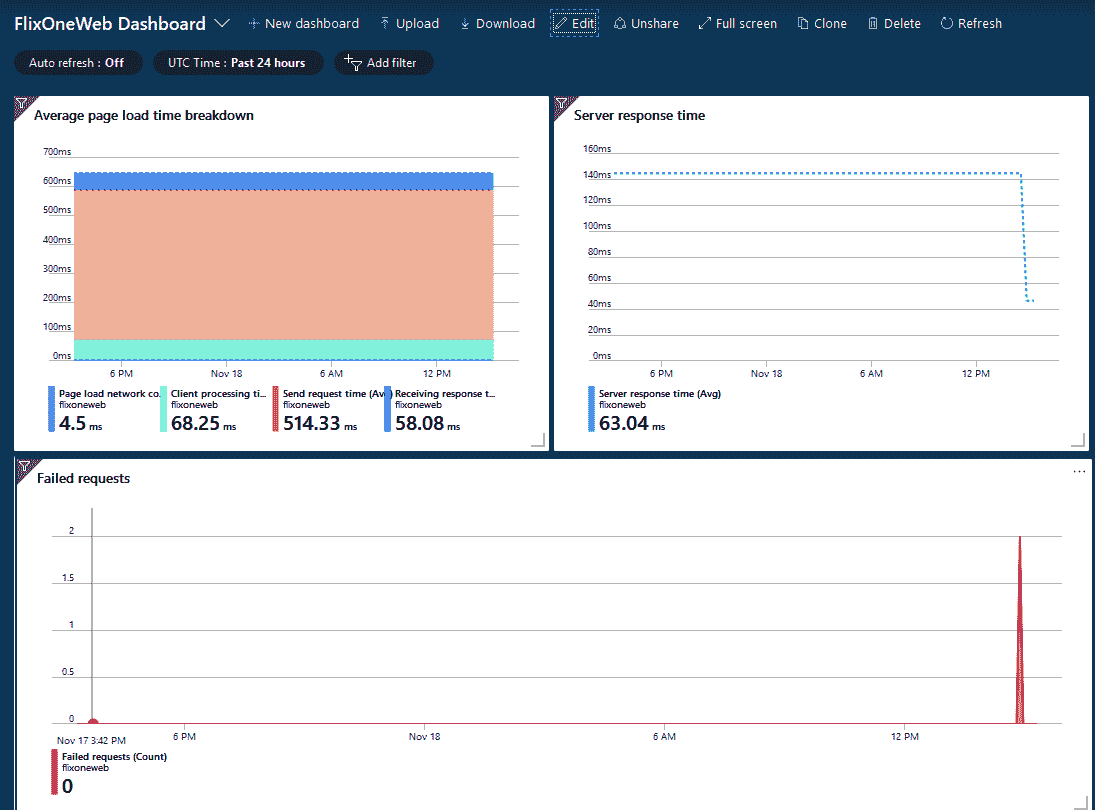 FlixOneWeb Dashboard New dashboard Upload Download Edit Unshare Full screen Clone Delete Refresh
Auto refresh : Off UTC Time : Past 24 hours Add filter
Average page load time breakdown
700ms
600ms
500ms
400ms
300ms
200ms
100ms
0ms
6 PM Nov 18 6 AM 12 PM
Page load network co...
flixoneweb
4.5 ms
Client processing ti...
flixoneweb
68.25 ms
Send request time (Avg)
flixoneweb
514.33 ms
Receiving response t...
flixoneweb
58.08 ms
Server response time
160ms
140ms
120ms
100ms
80ms
60ms
40ms
20ms
0ms
6 PM Nov 18 6 AM 12 PM
Server response time (Avg)
flixoneweb
63.04 ms
Failed requests ...
2
1.5
1
0.5
0
Nov 17 3:42 PM 6 PM Nov 18 6 AM 12 PM
Failed requests (Count)
flixoneweb
0